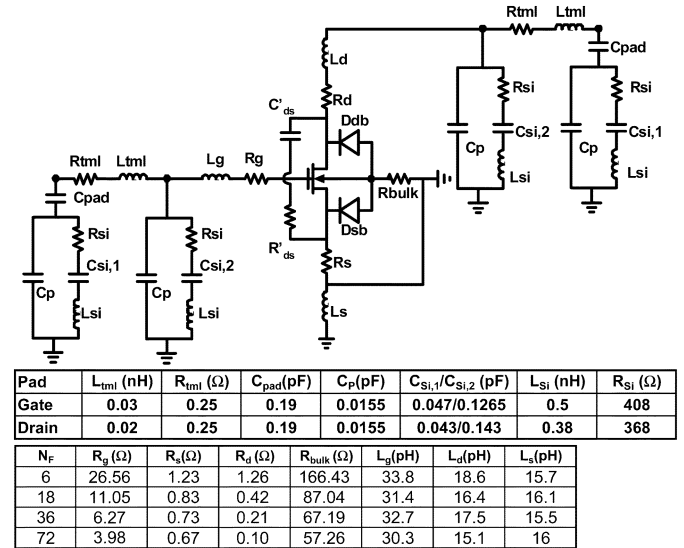 Rtml Ltml
Cpad
Ld
Rsi
Rsi
Rd
C'ds
Ddb
Csi,2
Csi,1
Cp
Cp
Rtml Ltml
Lg
Rg
Lsi
Lsi
Cpad
Rbulk
Rsi
Rsi
Dsb
R'ds
Csi,1
Csi,2
Rs
Cp
Cp
Lsi
Lsi
Ls
Pad Ltml (nH) Rtml (Ω) Cpad(pF) CP(pF) CSi,1/CSi,2 (pF) LSi (nH) RSi (Ω)
Gate 0.03 0.25 0.19 0.0155 0.047/0.1265 0.5 408
Drain 0.02 0.25 0.19 0.0155 0.043/0.143 0.38 368
NF Rg (Ω) Rs(Ω) Rd (Ω) Rbulk (Ω) Lg(pH) Ld(pH) Ls(pH)
6 26.56 1.23 1.26 166.43 33.8 18.6 15.7
18 11.05 0.83 0.42 87.04 31.4 16.4 16.1
36 6.27 0.73 0.21 67.19 32.7 17.5 15.5
72 3.98 0.67 0.10 57.26 30.3 15.1 16